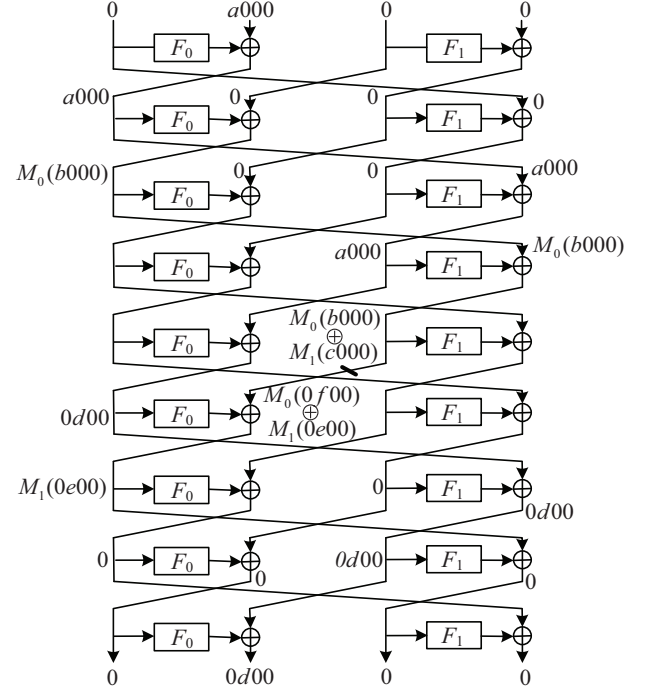 0 a000 0 0
F₀ ⊕ F₁ ⊕
a000 0 0 0
F₀ ⊕ F₁ ⊕
M₀(b000) 0 0 a000
F₀ ⊕ F₁ ⊕
a000 M₀(b000)
F₀ ⊕ F₁ ⊕
M₀(b000)
⊕
M₁(c000)
F₀ ⊕ F₁ ⊕
M₀(0f00)
⊕
M₁(0e00)
0d00 F₀ ⊕ F₁ ⊕
M₁(0e00) F₀ ⊕ 0 F₁ ⊕
0d00
0 F₀ ⊕ 0d00 F₁ ⊕
0 0
F₀ ⊕ F₁ ⊕
0 0d00 0 0